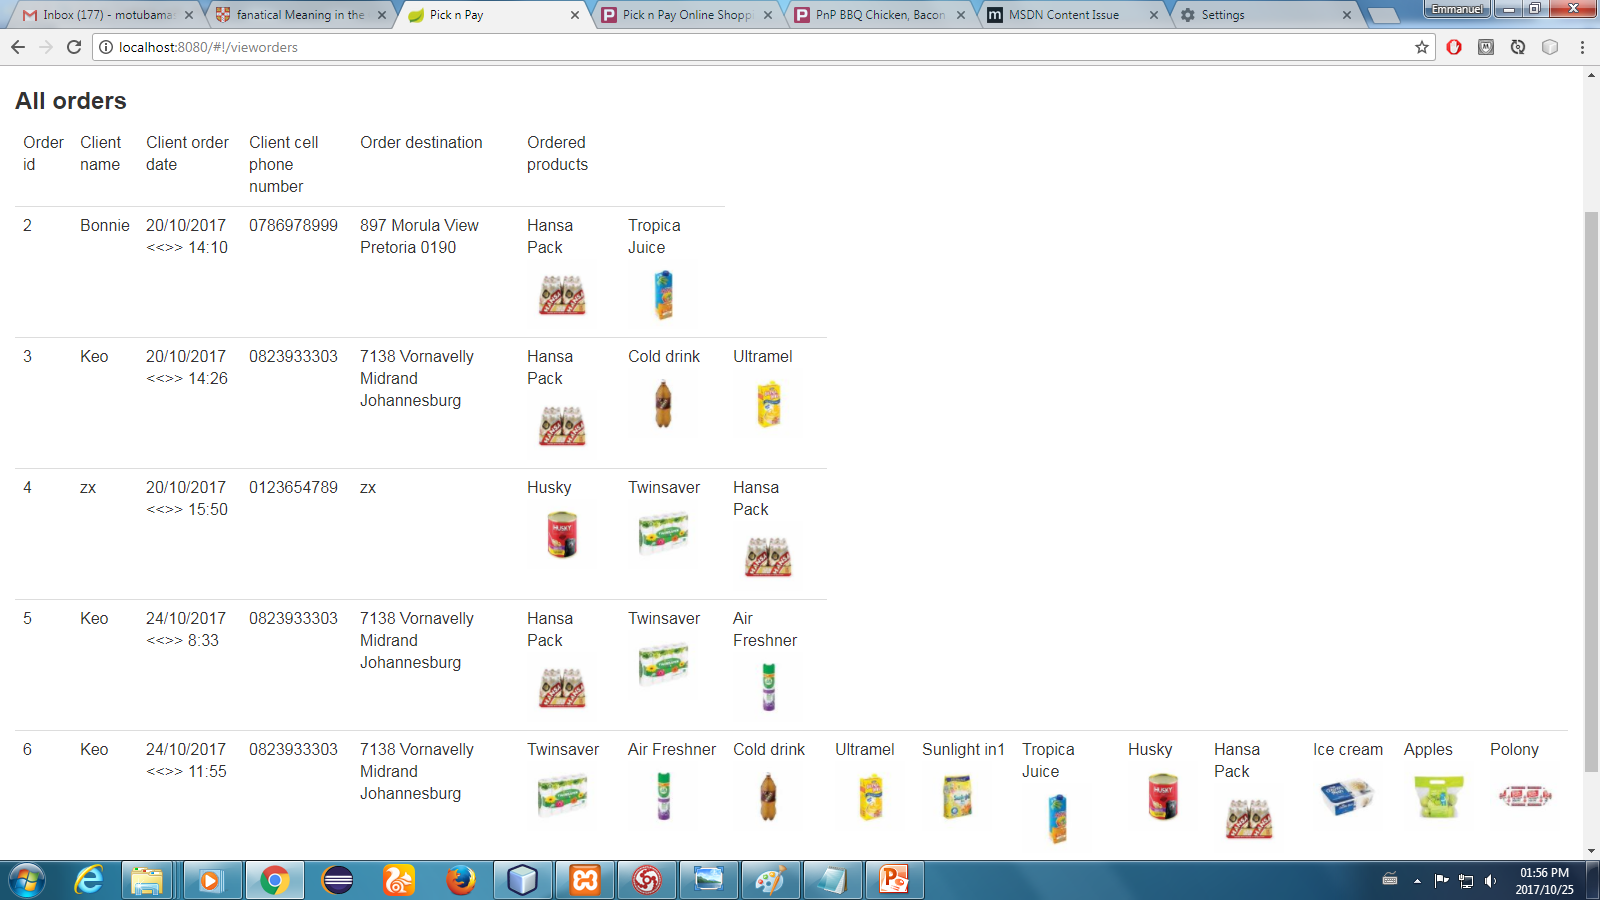 Inbox (177) - motubama
fanatical Meaning in the
Pick n Pay
Pick n Pay Online Shopp
PnP BBQ Chicken, Bacon
MSDN Content Issue
Settings
Emmanuel
localhost:8080/#!/vieworders
All orders
Order id
Client name
Client order date
Client cell phone number
Order destination
Ordered products
2
Bonnie
20/10/2017
<<>> 14:10
0786978999
897 Morula View
Pretoria 0190
Hansa Pack
Tropica Juice
3
Keo
20/10/2017
<<>> 14:26
0823933303
7138 Vornavelly
Midrand
Johannesburg
Hansa Pack
Cold drink
Ultramel
4
zx
20/10/2017
<<>> 15:50
0123654789
zx
Husky
HUSKY
Twinsaver
Hansa Pack
5
Keo
24/10/2017
<<>> 8:33
0823933303
7138 Vornavelly
Midrand
Johannesburg
Hansa Pack
Twinsaver
Air Freshner
6
Keo
24/10/2017
<<>> 11:55
0823933303
7138 Vornavelly
Midrand
Johannesburg
Twinsaver
Air Freshner
Cold drink
Ultramel
Sunlight in1
Tropica Juice
Husky
HUSKY
Hansa Pack
Ice cream
Apples
Polony
01:56 PM
2017/10/25